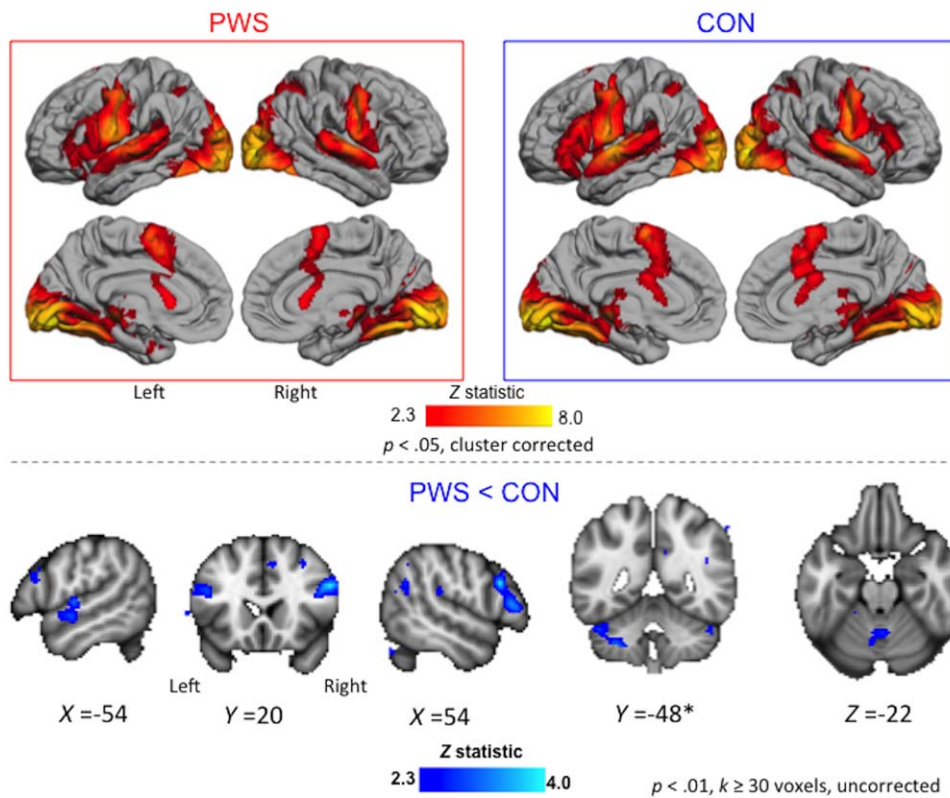 PWS
CON
Left
Right
Z statistic
2.3
8.0
p < .05, cluster corrected
PWS < CON
Left
Right
X =-54
Y =20
X =54
Y =-48*
Z =-22
Z statistic
2.3
4.0
p < .01, k ≥ 30 voxels, uncorrected